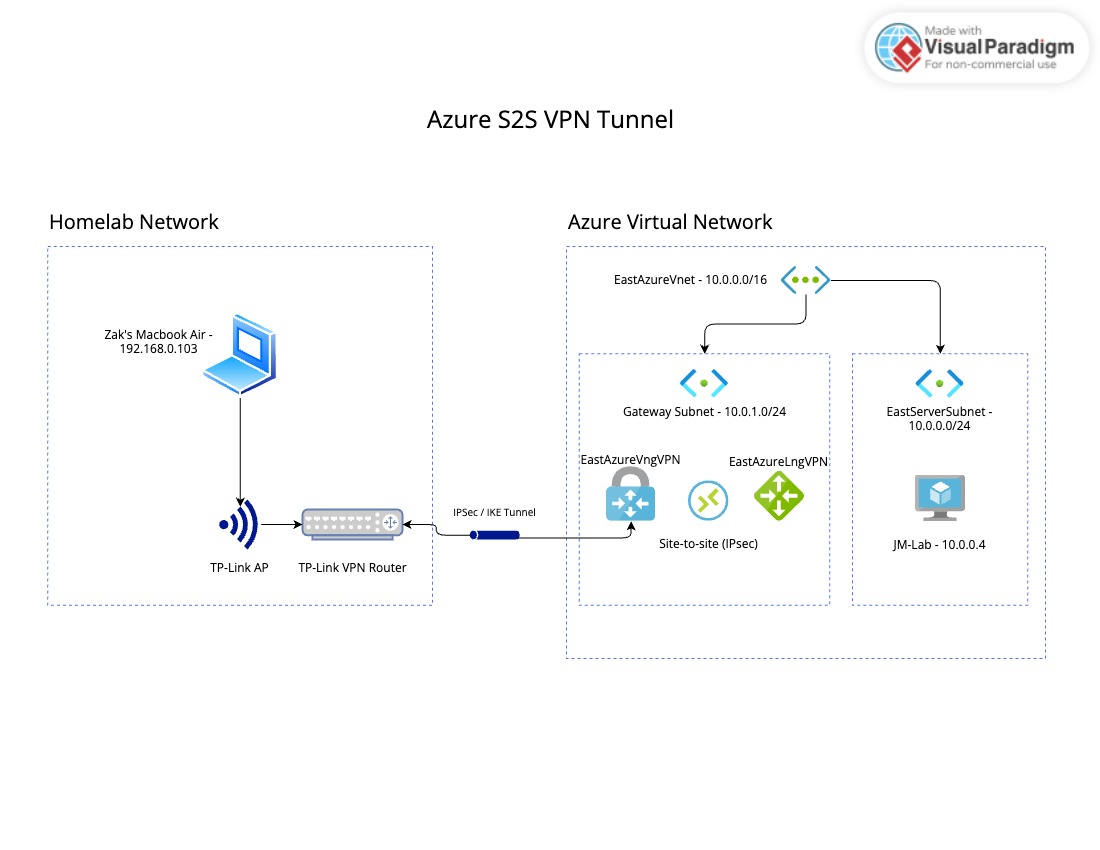 Made with
Visual Paradigm
For non-commercial use
Azure S2S VPN Tunnel
Homelab Network
Zak's Macbook Air -
192.168.0.103
TP-Link AP
TP-Link VPN Router
IPSec / IKE Tunnel
Azure Virtual Network
EastAzureVnet - 10.0.0.0/16
Gateway Subnet - 10.0.1.0/24
EastAzureVngVPN
EastAzureLngVPN
Site-to-site (IPsec)
EastServerSubnet -
10.0.0.0/24
JM-Lab - 10.0.0.4